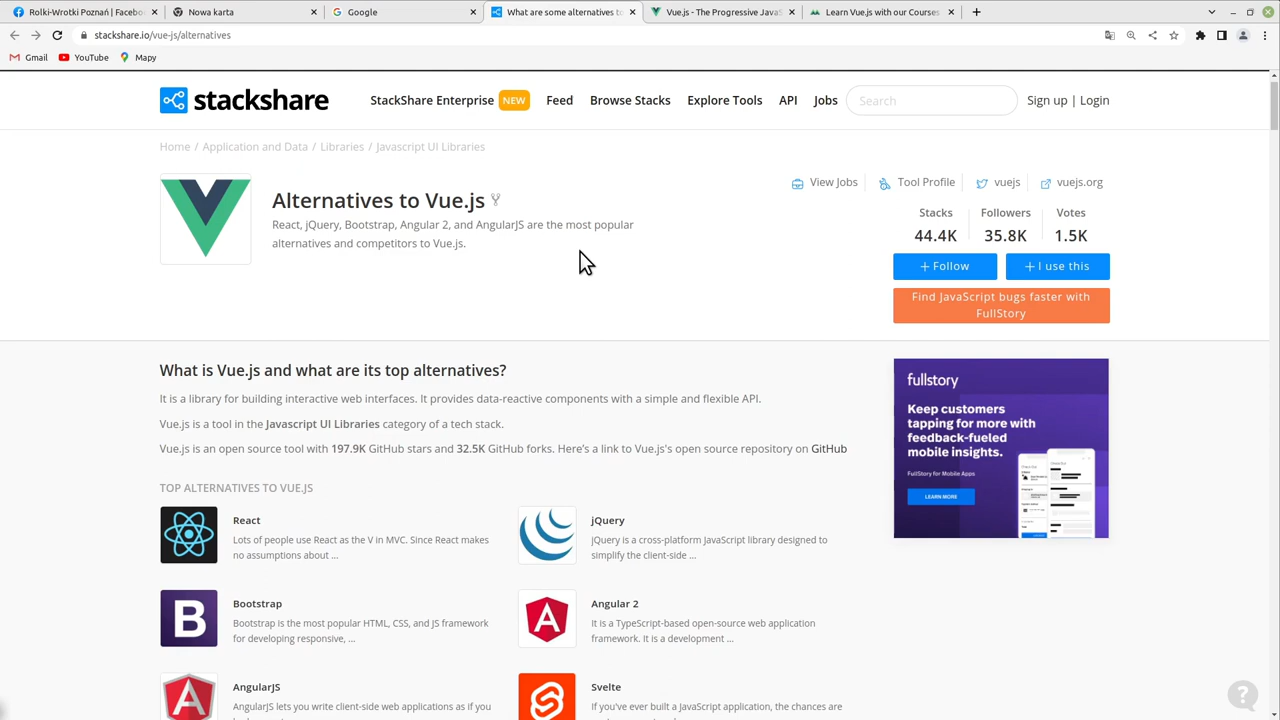 Rolki-Wrotki Poznań | Facebo
Nowa karta
Google
What are some alternatives to
Vue.js - The Progressive JavaS
Learn Vue.js with our Courses
stackshare.io/vue-js/alternatives
Gmail
YouTube
Mapy
stackshare
StackShare Enterprise NEW
Feed
Browse Stacks
Explore Tools
API
Jobs
Search
Sign up | Login
Home / Application and Data / Libraries / Javascript UI Libraries
View Jobs
Tool Profile
vuejs
vuejs.org
Alternatives to Vue.js
React, jQuery, Bootstrap, Angular 2, and AngularJS are the most popular
alternatives and competitors to Vue.js.
Stacks Followers Votes
44.4K 35.8K 1.5K
+ Follow
+ I use this
Find JavaScript bugs faster with
FullStory
What is Vue.js and what are its top alternatives?
It is a library for building interactive web interfaces. It provides data-reactive components with a simple and flexible API.
Vue.js is a tool in the Javascript UI Libraries category of a tech stack.
Vue.js is an open source tool with 197.9K GitHub stars and 32.5K GitHub forks. Here's a link to Vue.js's open source repository on GitHub
fullstory
Keep customers
tapping for more with
feedback-fueled
mobile insights.
FullStory for Mobile Apps
LEARN MORE
TOP ALTERNATIVES TO VUE.JS
React
Lots of people use React as the V in MVC. Since React makes
no assumptions about ...
jQuery
jQuery is a cross-platform JavaScript library designed to
simplify the client-side ...
B
Bootstrap
Bootstrap is the most popular HTML, CSS, and JS framework
for developing responsive, ...
A
Angular 2
It is a TypeScript-based open-source web application
framework. It is a development ...
A
AngularJS
AngularJS lets you write client-side web applications as if you
Svelte
If you've ever built a JavaScript application, the chances are
?